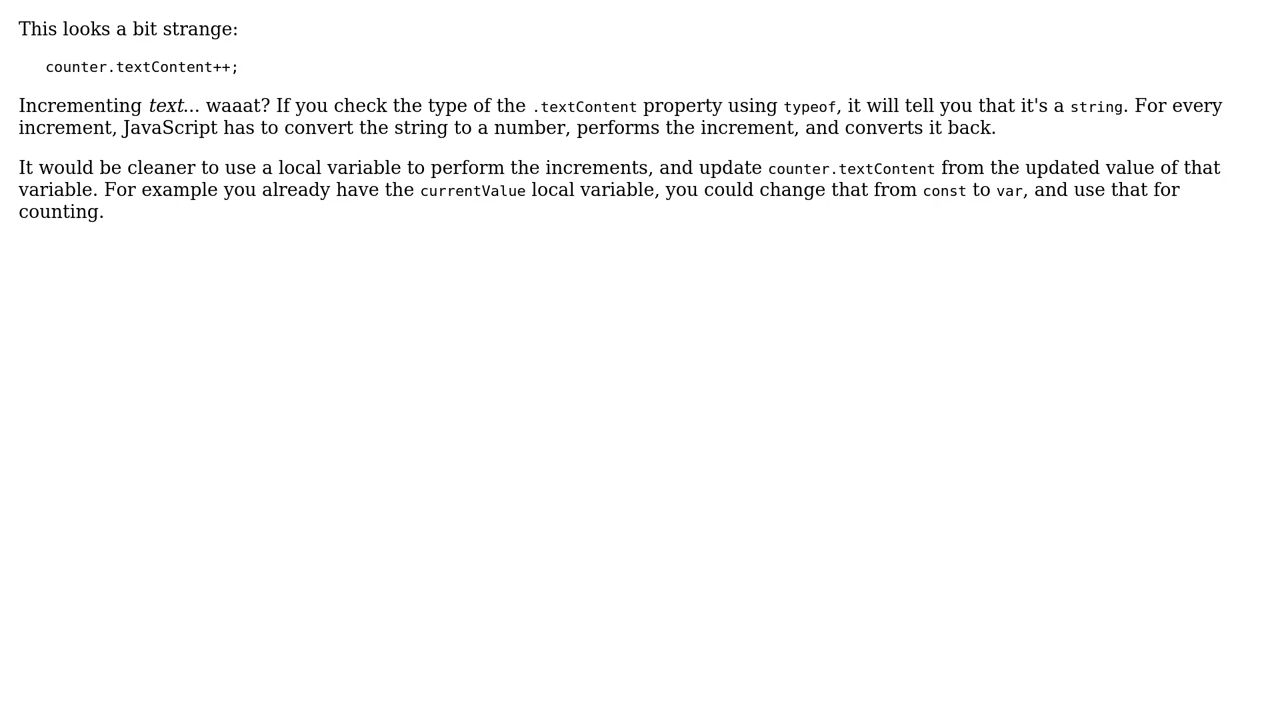 This looks a bit strange:
counter.textContent++;
Incrementing text... waaat? If you check the type of the .textContent property using typeof, it will tell you that it's a string. For every
increment, JavaScript has to convert the string to a number, performs the increment, and converts it back.
It would be cleaner to use a local variable to perform the increments, and update counter.textContent from the updated value of that
variable. For example you already have the currentValue local variable, you could change that from const to var, and use that for
counting.